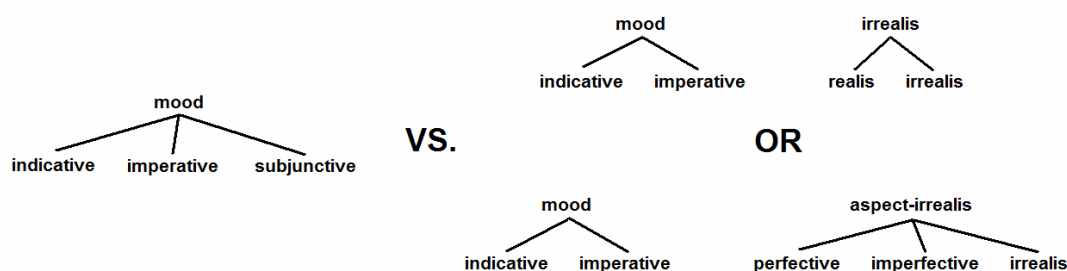 mood
indicative imperative subjunctive
VS.
mood
indicative imperative
irrealis
realis irrealis
OR
mood
indicative imperative
aspect-irrealis
perfective imperfective irrealis